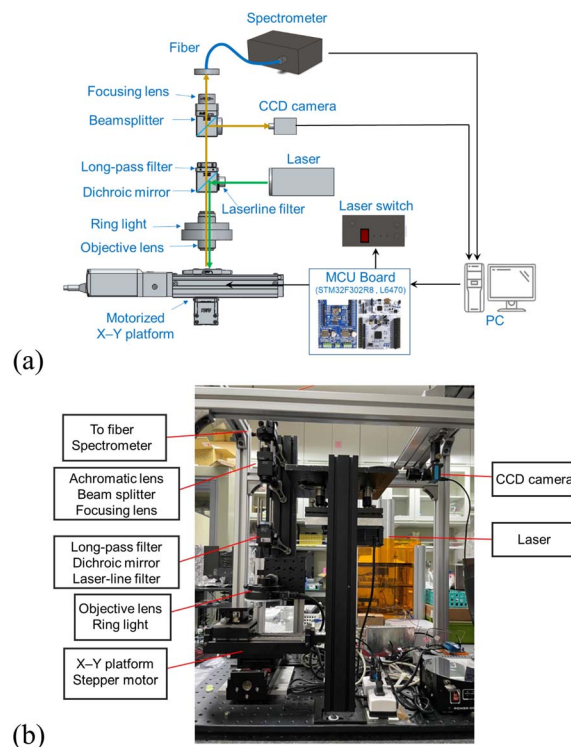 Spectrometer
Fiber
Focusing lens
CCD camera
Beamsplitter
Long-pass filter
Laser
Dichroic mirror
Laserline filter
Laser switch
Ring light
Objective lens
MCU Board
(STM32F302R8 , L6470)
Motorized
X–Y platform
PC
(a)
To fiber
Spectrometer
Achromatic lens
Beam splitter
Focusing lens
CCD camera
Long-pass filter
Dichroic mirror
Laser-line filter
Laser
Objective lens
Ring light
X–Y platform
Stepper motor
(b)